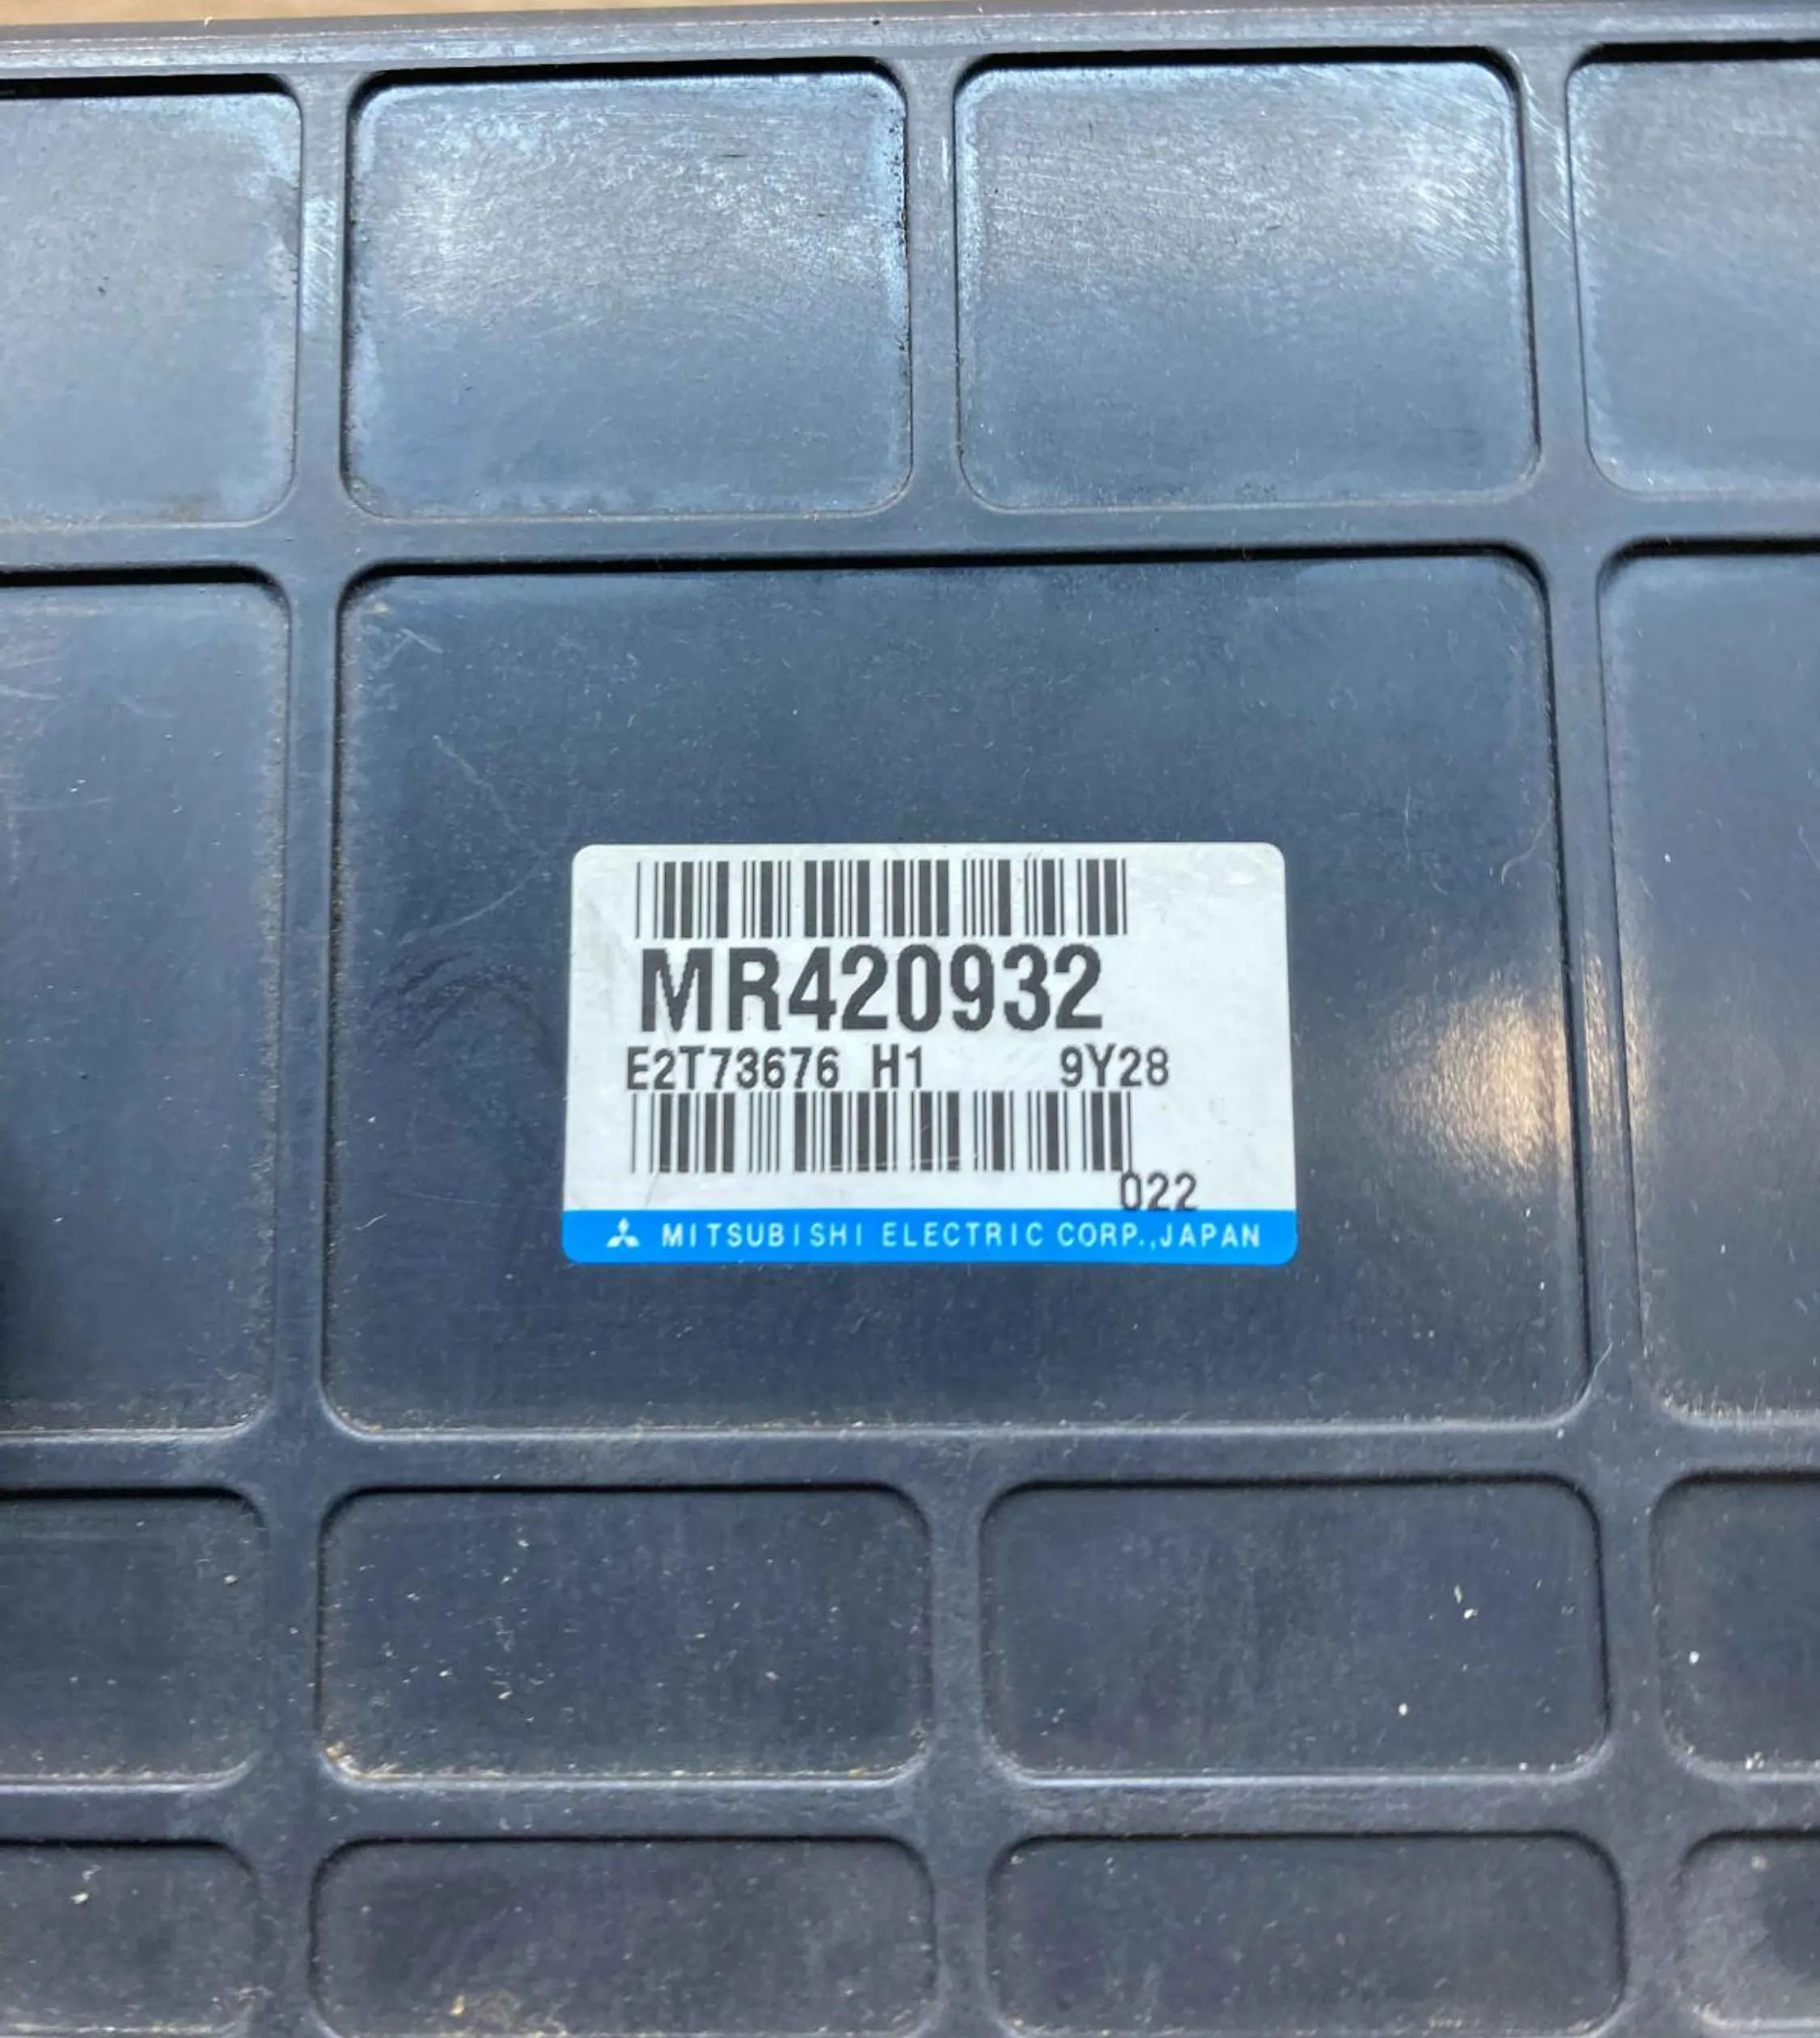 MR420932
E2T73676 H1 9Y28
022
MITSUBISHI ELECTRIC CORP.,JAPAN